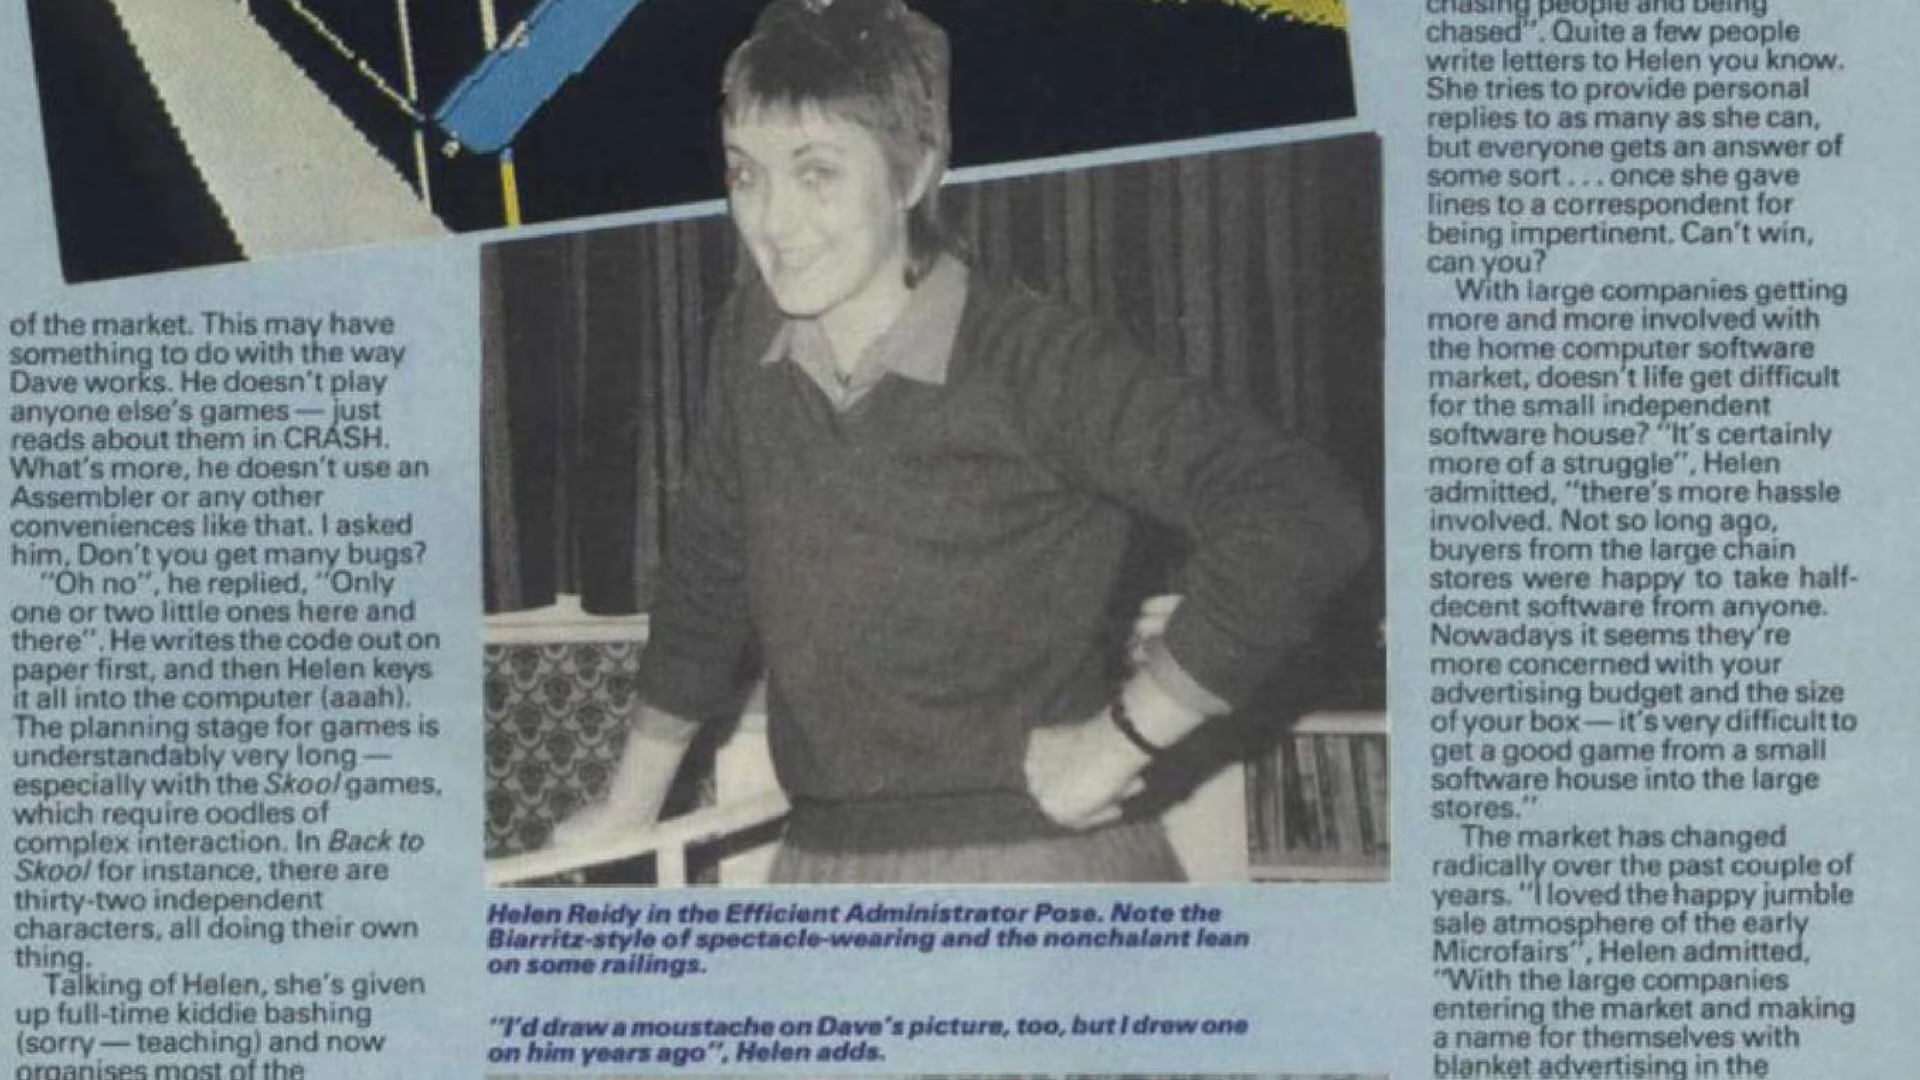 of the market. This may have
something to do with the way
Dave works. He doesn't play
anyone else's games — just
reads about them in CRASH.
What's more, he doesn't use an
Assembler or any other
conveniences like that. I asked
him, Don't you get many bugs?
"Oh no", he replied, "Only
one or two little ones here and
there". He writes the code out on
paper first, and then Helen keys
it all into the computer (aaah).
The planning stage for games is
understandably very long —
especially with the Skool games,
which require oodles of
complex interaction. In Back to
Skool for instance, there are
thirty-two independent
characters, all doing their own
thing.
Talking of Helen, she's given
up full-time kiddie bashing
(sorry — teaching) and now
organises most of the
Helen Reidy in the Efficient Administrator Pose. Note the
Biarritz-style of spectacle-wearing and the nonchalant lean
on some railings.
"I'd draw a moustache on Dave's picture, too, but I drew one
on him years ago", Helen adds.
chasing people and being
chased". Quite a few people
write letters to Helen you know.
She tries to provide personal
replies to as many as she can,
but everyone gets an answer of
some sort . . . once she gave
lines to a correspondent for
being impertinent. Can't win,
can you?
With large companies getting
more and more involved with
the home computer software
market, doesn't life get difficult
for the small independent
software house? "It's certainly
more of a struggle", Helen
admitted, "there's more hassle
involved. Not so long ago,
buyers from the large chain
stores were happy to take half-
decent software from anyone.
Nowadays it seems they're
more concerned with your
advertising budget and the size
of your box — it's very difficult to
get a good game from a small
software house into the large
stores."
The market has changed
radically over the past couple of
years. "I loved the happy jumble
sale atmosphere of the early
Microfairs", Helen admitted,
"With the large companies
entering the market and making
a name for themselves with
blanket advertising in the